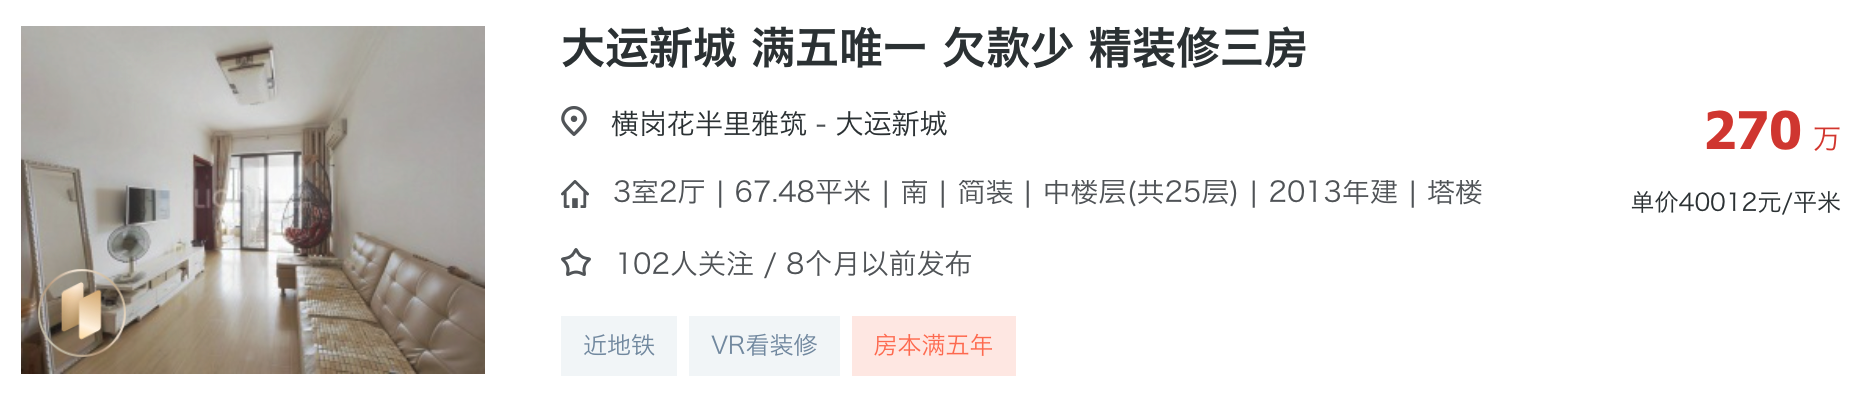 大运新城 满五唯一 欠款少 精装修三房
横岗花半里雅筑 - 大运新城
270 万
3室2厅 | 67.48平米 | 南 | 简装 | 中楼层(共25层) | 2013年建 | 塔楼
单价40012元/平米
102人关注 / 8个月以前发布
近地铁 VR看装修 房本满五年